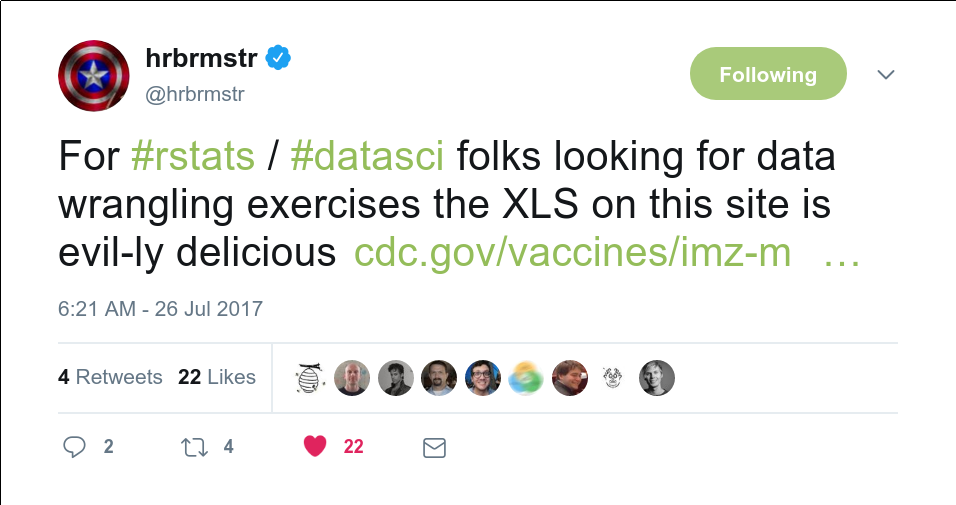 hrbrmstr
@hrbrmstr
Following
For #rstats / #datasci folks looking for data
wrangling exercises the XLS on this site is
evil-ly delicious cdc.gov/vaccines/imz-m …
6:21 AM - 26 Jul 2017
4 Retweets 22 Likes
2 4 22